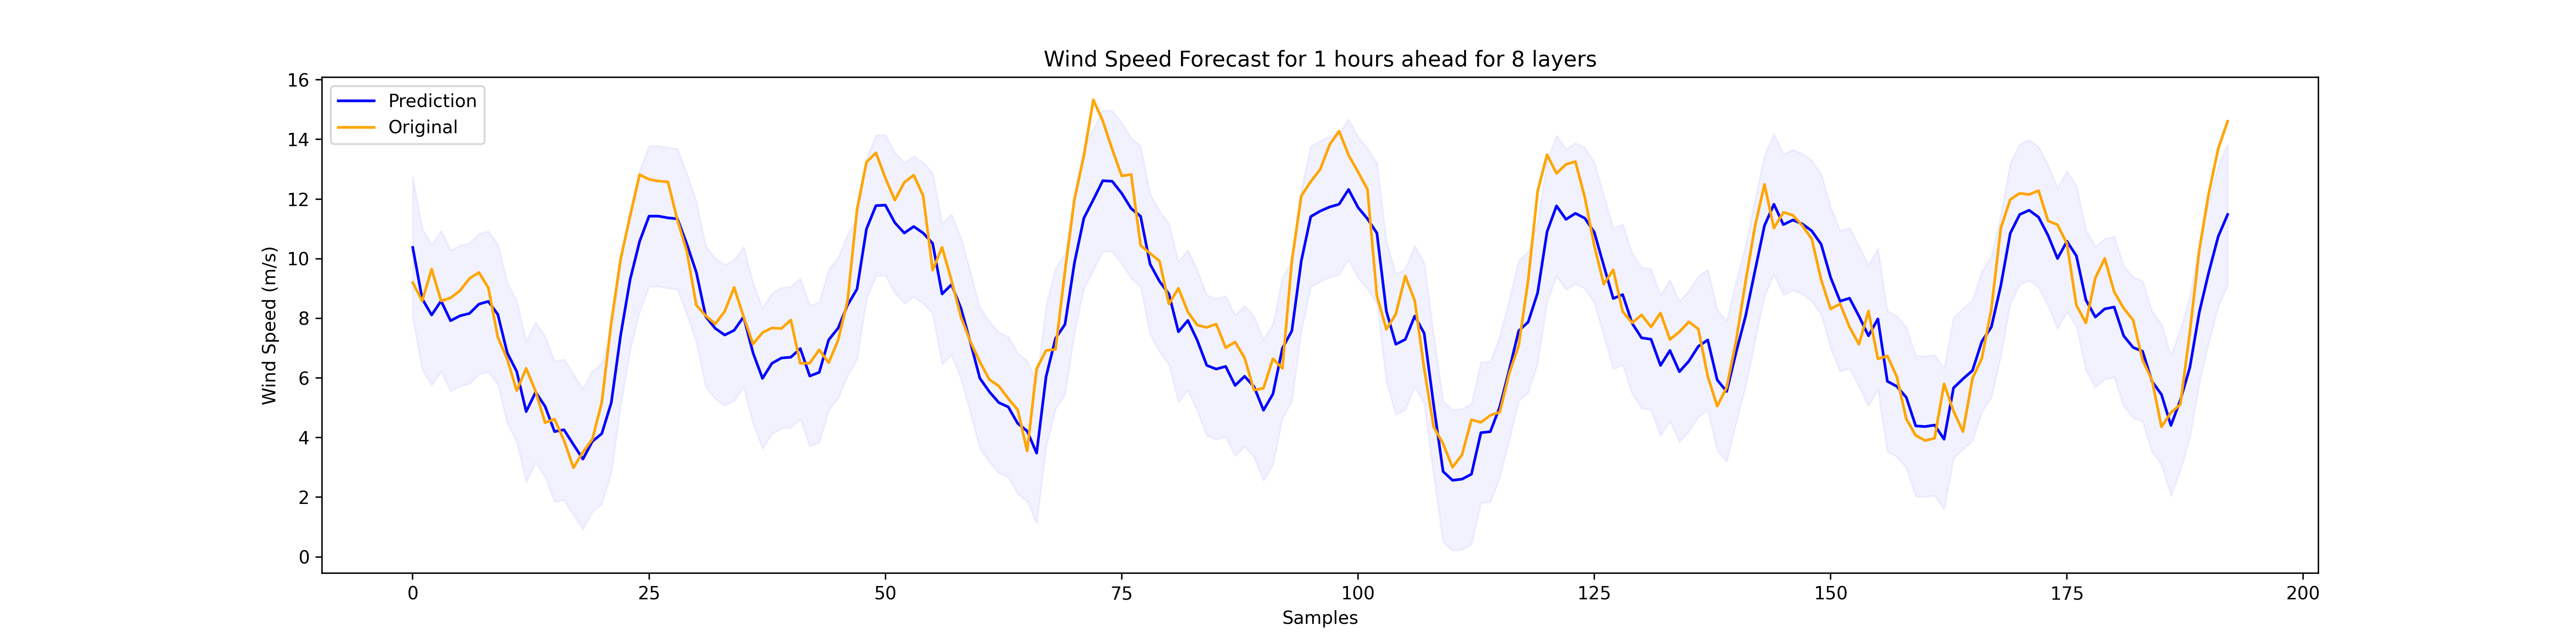 Wind Speed Forecast for 1 hours ahead for 8 layers
Prediction
Original
Wind Speed (m/s)
16
14
12
10
8
6
4
2
0
0 25 50 75 100 125 150 175 200
Samples